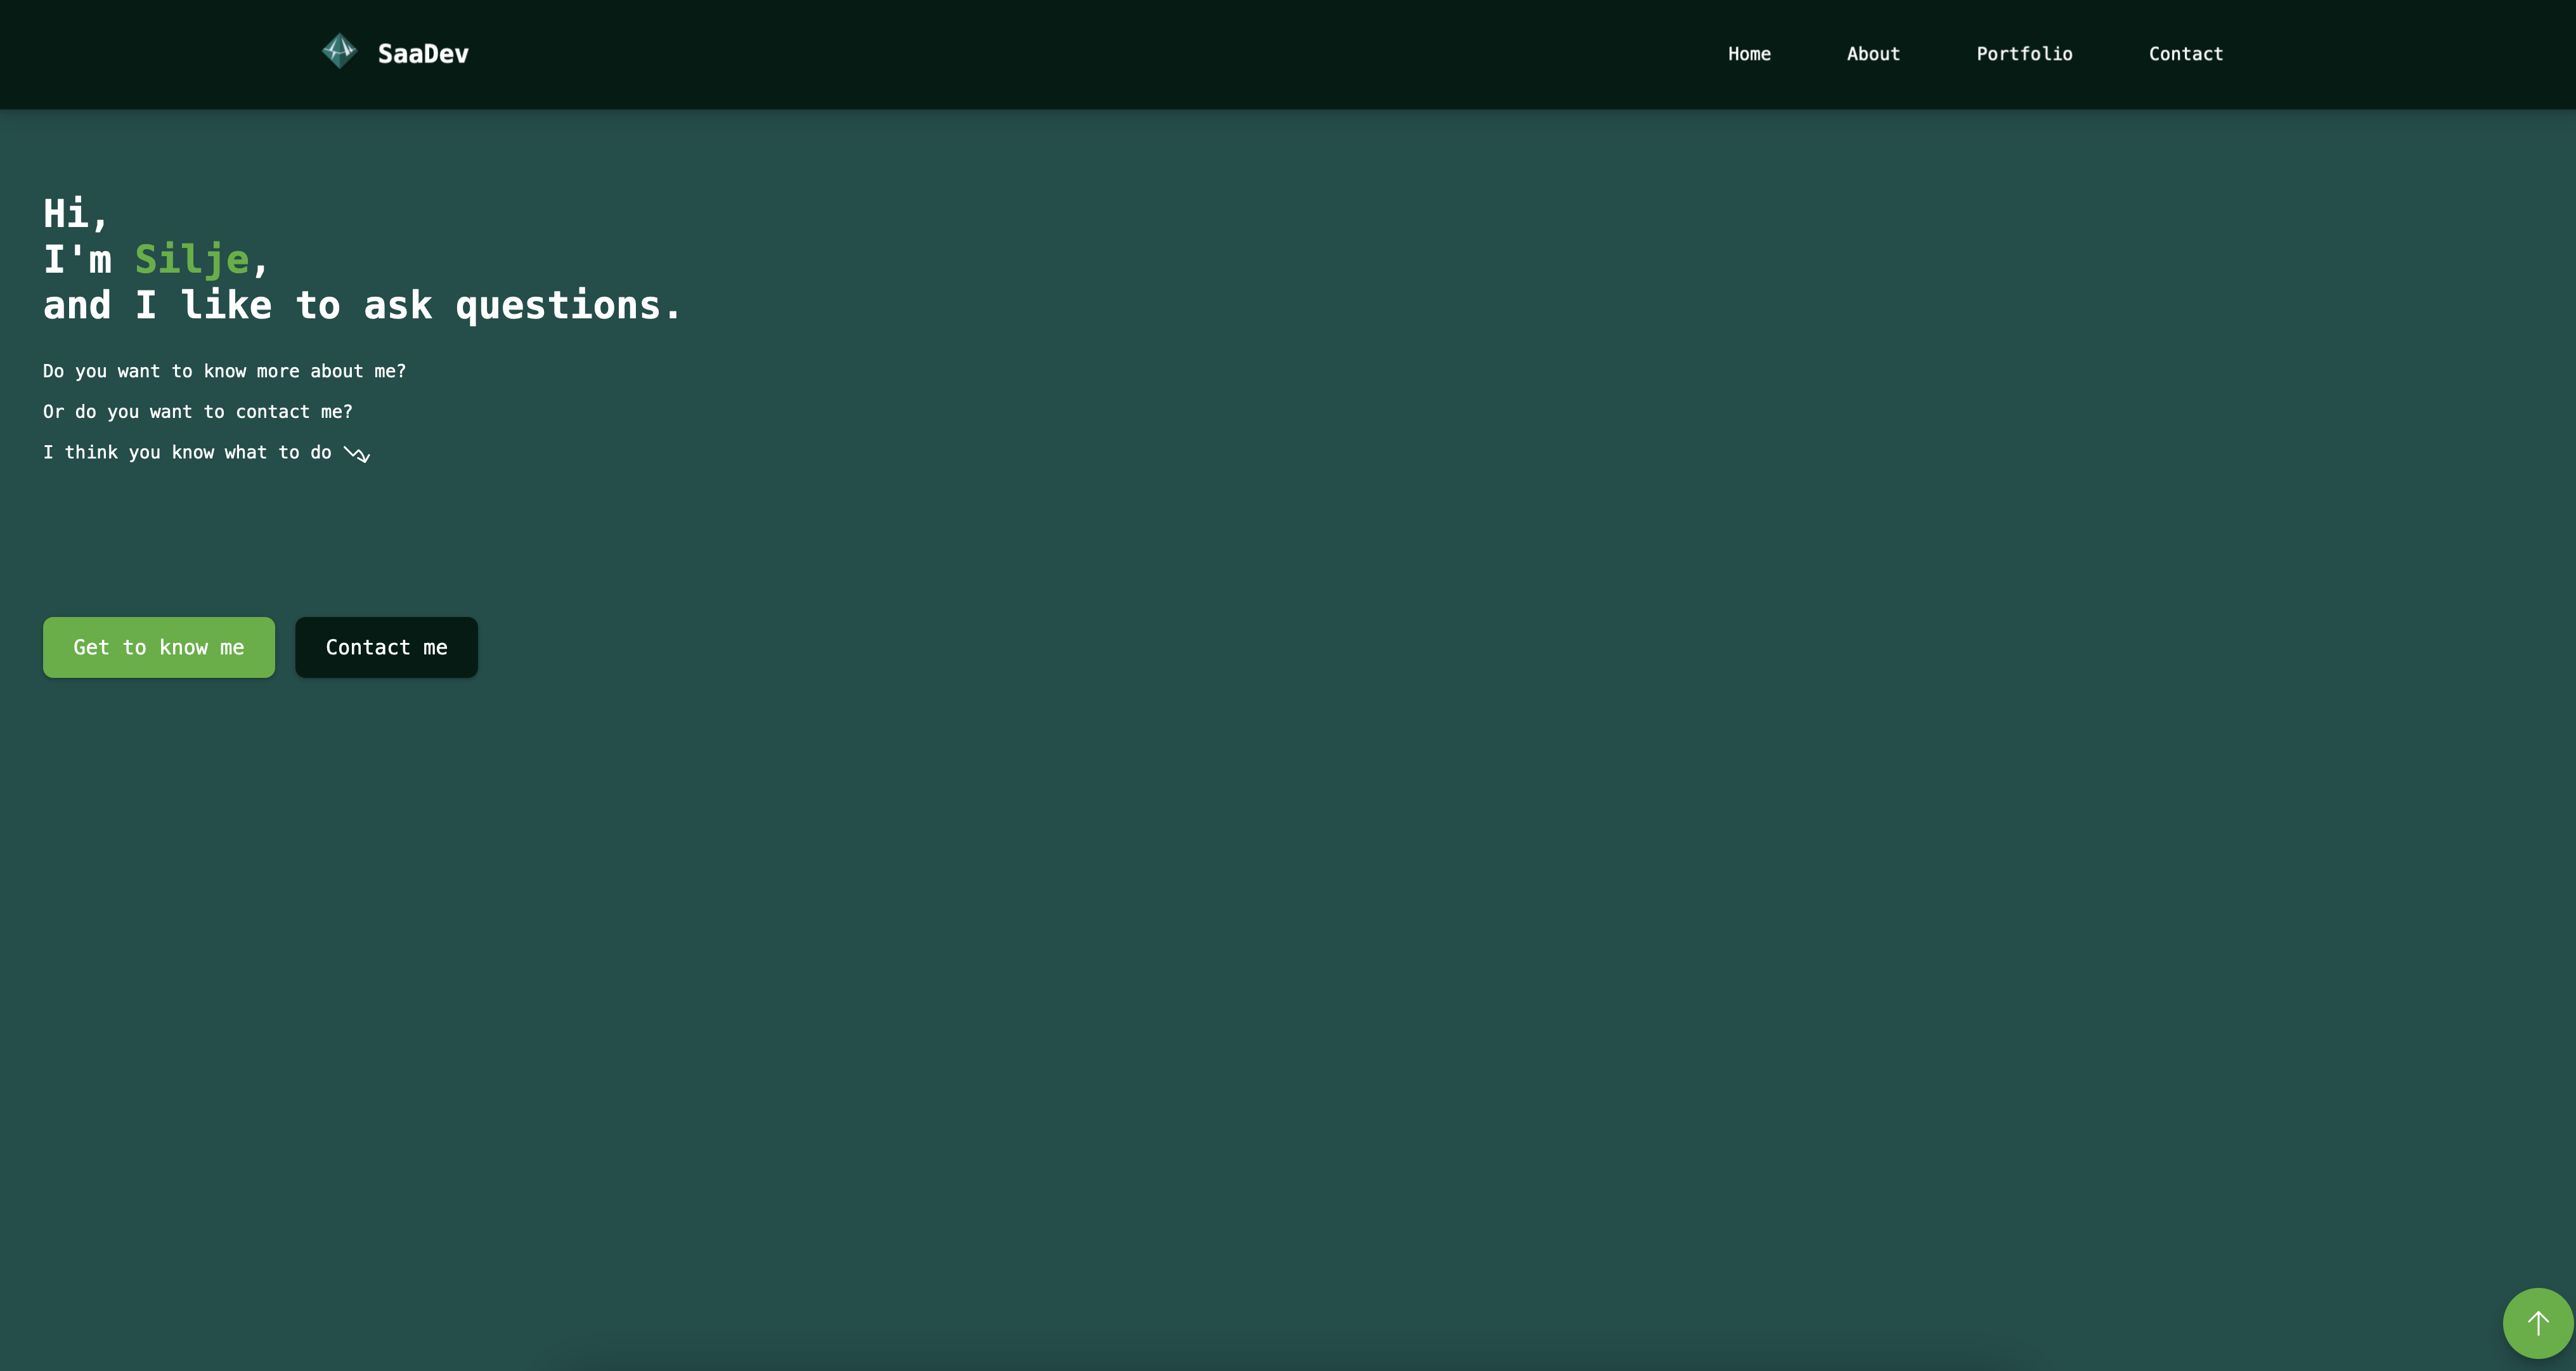 SaaDev
Home About Portfolio Contact
Hi,
I'm Silje,
and I like to ask questions.
Do you want to know more about me?
Or do you want to contact me?
I think you know what to do
Get to know me
Contact me